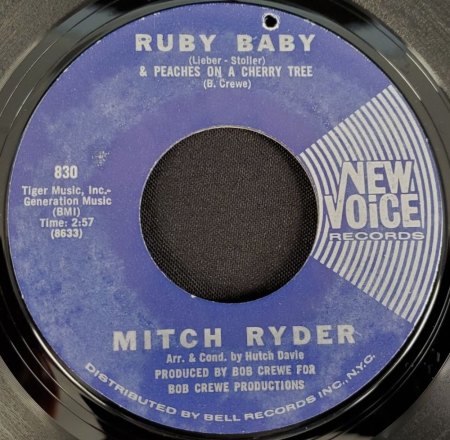 RUBY BABY
(Lieber - Stoller)
& PEACHES ON A CHERRY TREE
(B. Crewe)
830
Tiger Music, Inc.-
Generation Music
(BMI)
Time: 2:57
(8633)
NEW
VOiCE
RECORDS
MITCH RYDER
Arr. & Cond. by Hutch Davie
PRODUCED BY BOB CREWE FOR
BOB CREWE PRODUCTIONS
DISTRIBUTED BY BELL RECORDS INC., N.Y.C.